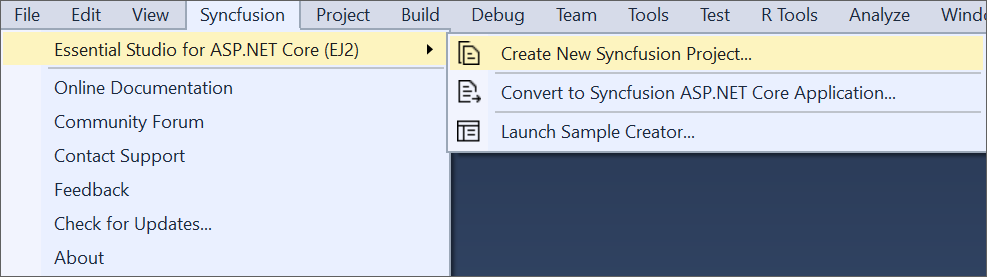 File Edit View Syncfusion Project Build Debug Team Tools Test R Tools Analyze
Essential Studio for ASP.NET Core (EJ2)
Create New Syncfusion Project...
Convert to Syncfusion ASP.NET Core Application...
Launch Sample Creator...
Online Documentation
Community Forum
Contact Support
Feedback
Check for Updates...
About